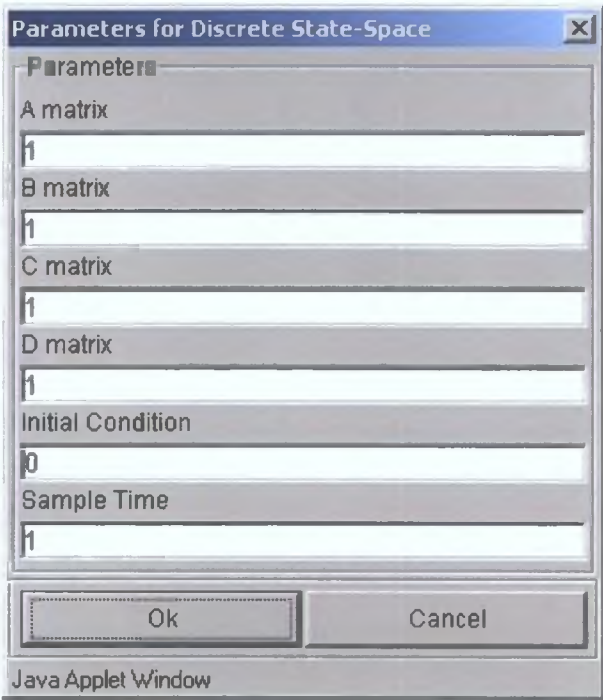 Parameters for Discrete State-Space
Parameters
A matrix
1
B matrix
1
C matrix
1
D matrix
1
Initial Condition
0
Sample Time
1
Ok Cancel
Java Applet Window